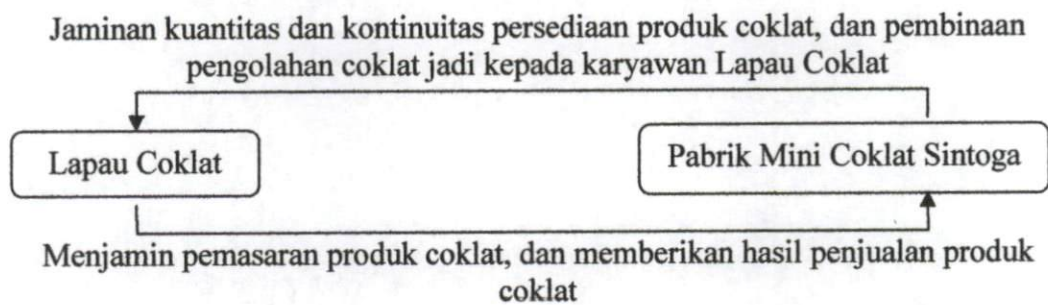 Jaminan kuantitas dan kontinuitas persediaan produk coklat, dan pembinaan
pengolahan coklat jadi kepada karyawan Lapau Coklat
Lapau Coklat
Pabrik Mini Coklat Sintoga
Menjamin pemasaran produk coklat, dan memberikan hasil penjualan produk
coklat